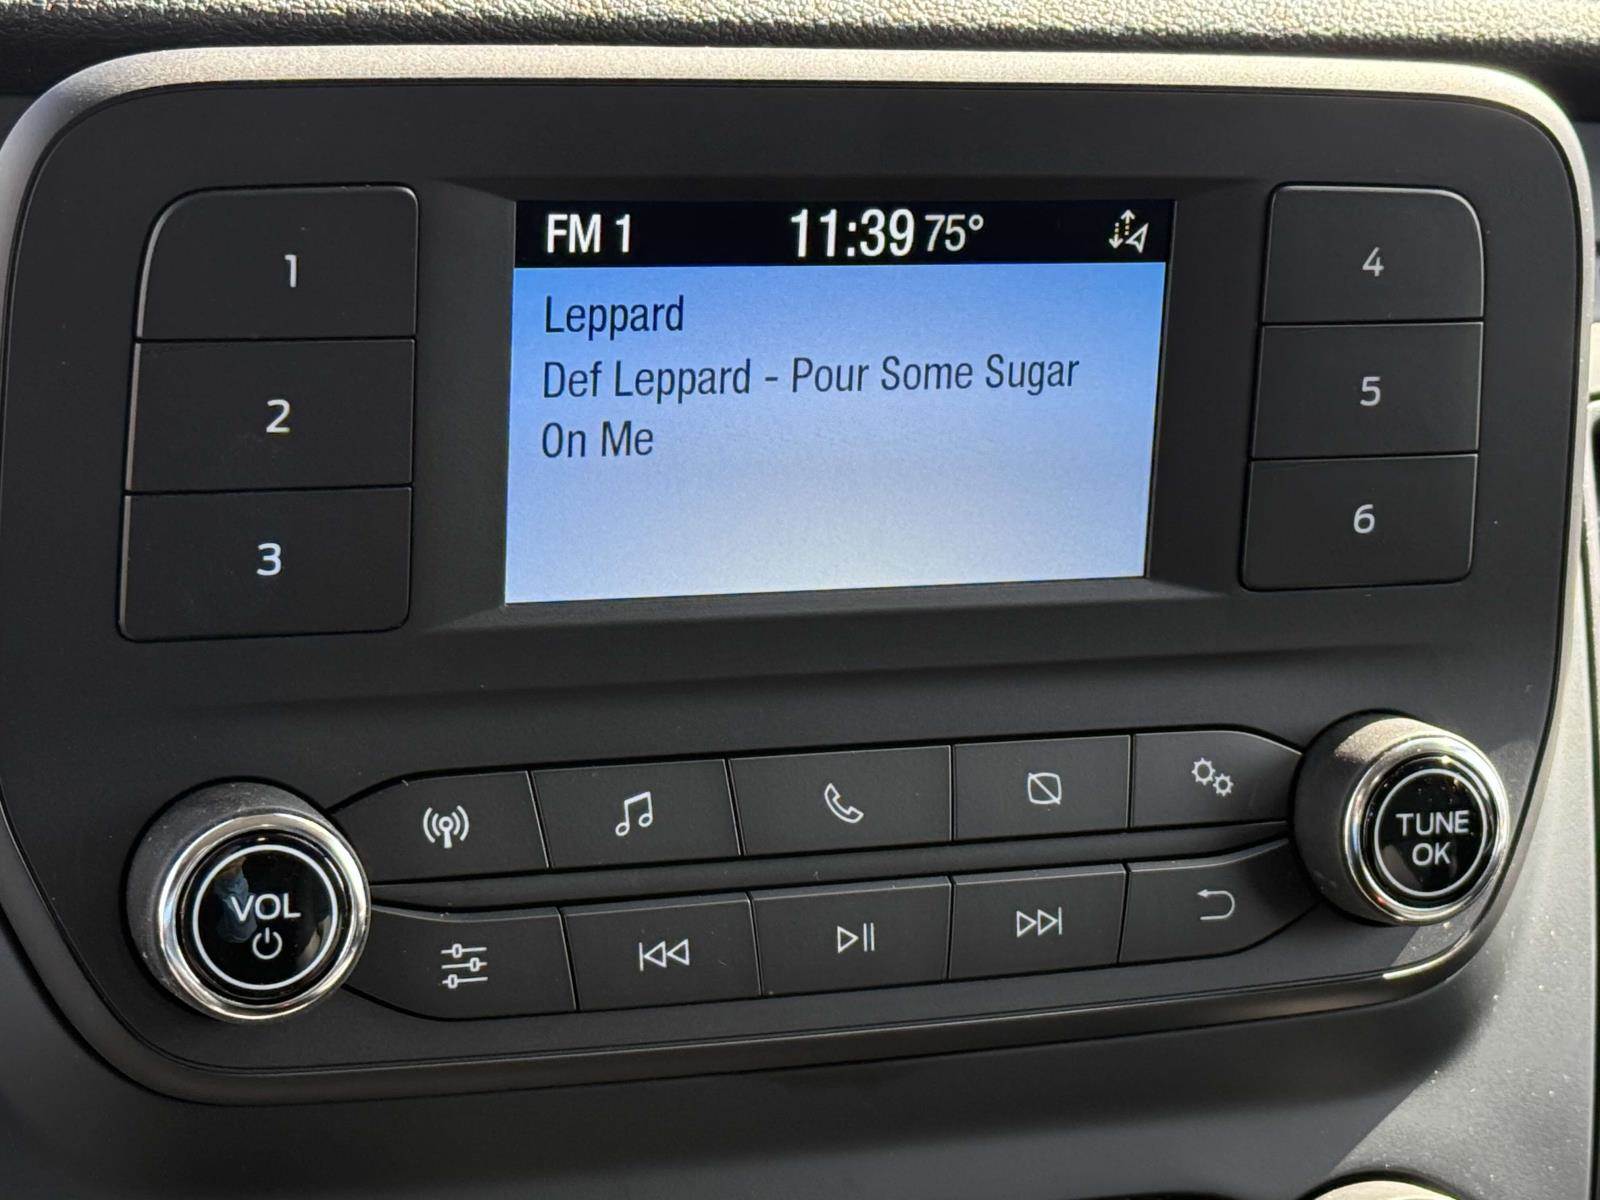 FM 1 11:39 75°
Leppard
Def Leppard - Pour Some Sugar
On Me
1
2
3
4
5
6
VOL
TUNE
OK